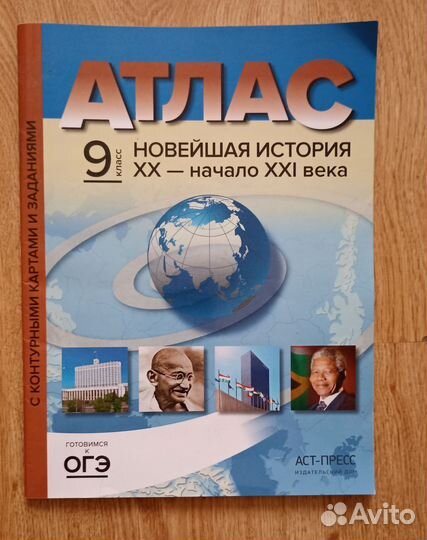 АТЛАС
9
класс
НОВЕЙШАЯ ИСТОРИЯ
XX — начало XXI века
С КОНТУРНЫМИ КАРТАМИ И ЗАДАНИЯМИ
ГОТОВИМСЯ
К
ОГЭ
АСТ-ПРЕСС
ИЗДАТЕЛЬСКИЙ ДОМ
Avito